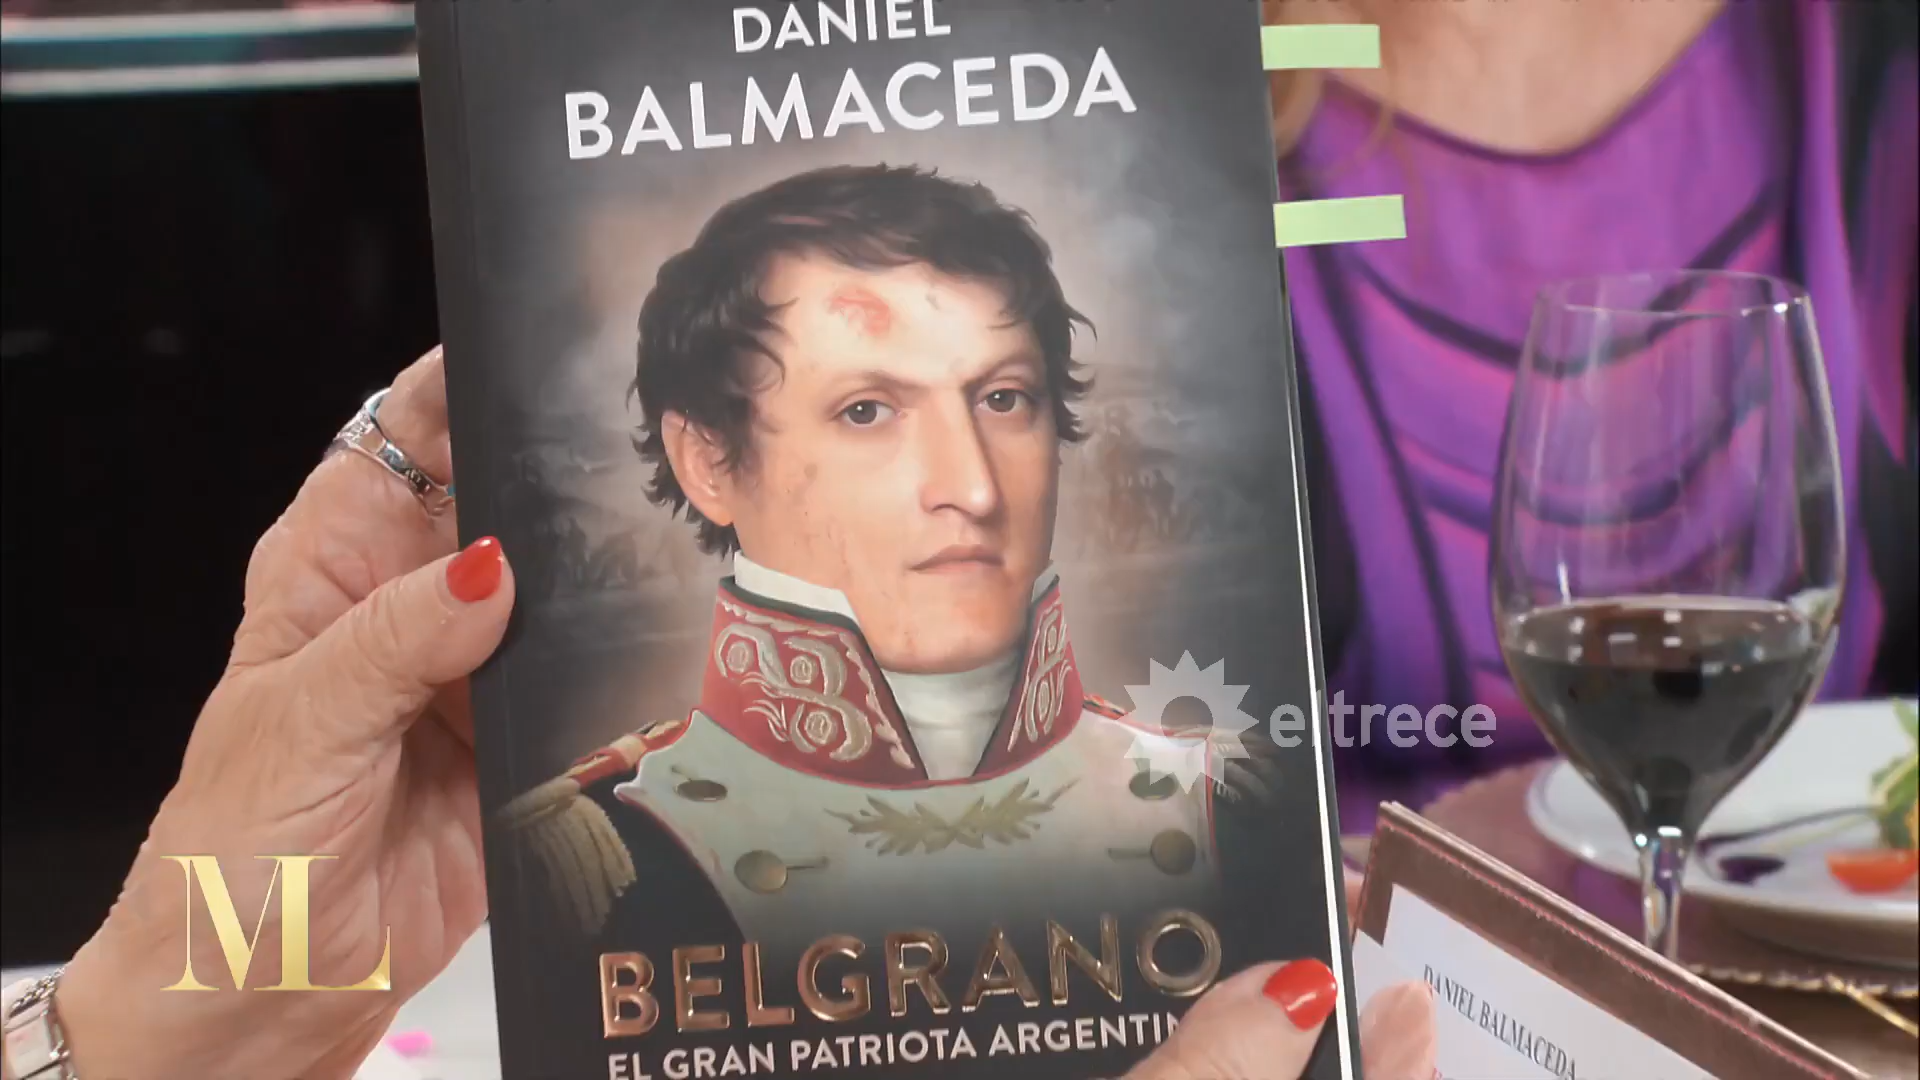 DANIEL
BALMACEDA
eltrece
ML
BELGRANO
EL GRAN PATRIOTA ARGENTIN
DANIEL BALMACEDA